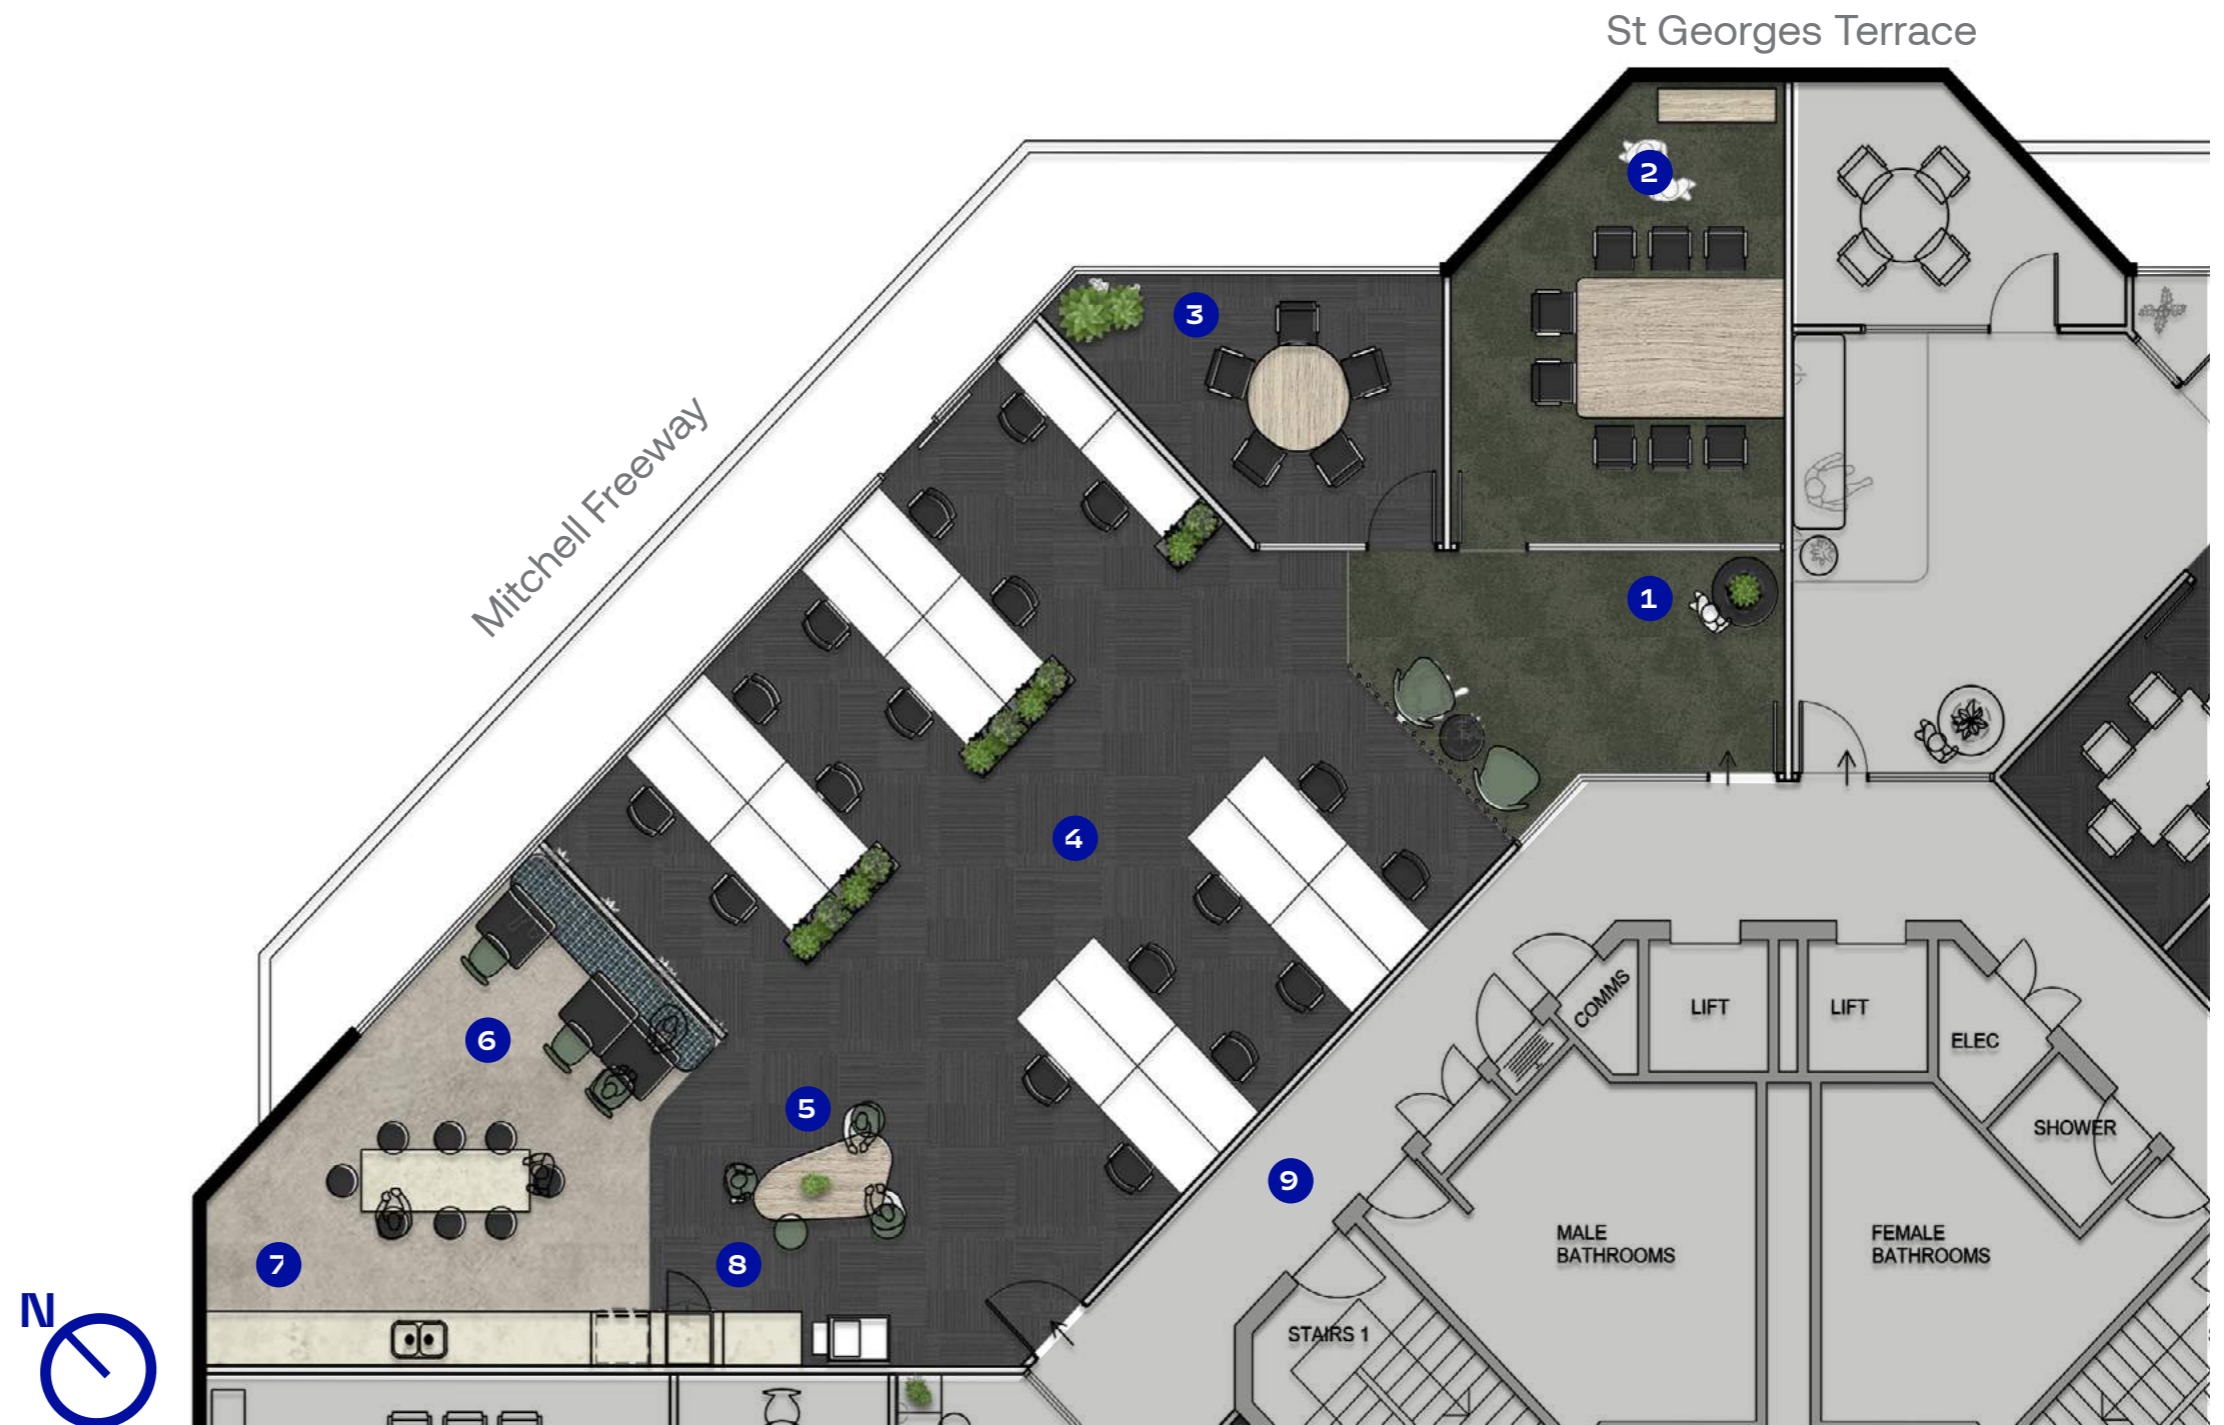 St Georges Terrace
2
3
Mitchell Freeway
1
4
COMMS
LIFT
LIFT
6
ELEC
5
SHOWER
9
7
8
MALE
BATHROOMS
FEMALE
BATHROOMS
N
STAIRS 1